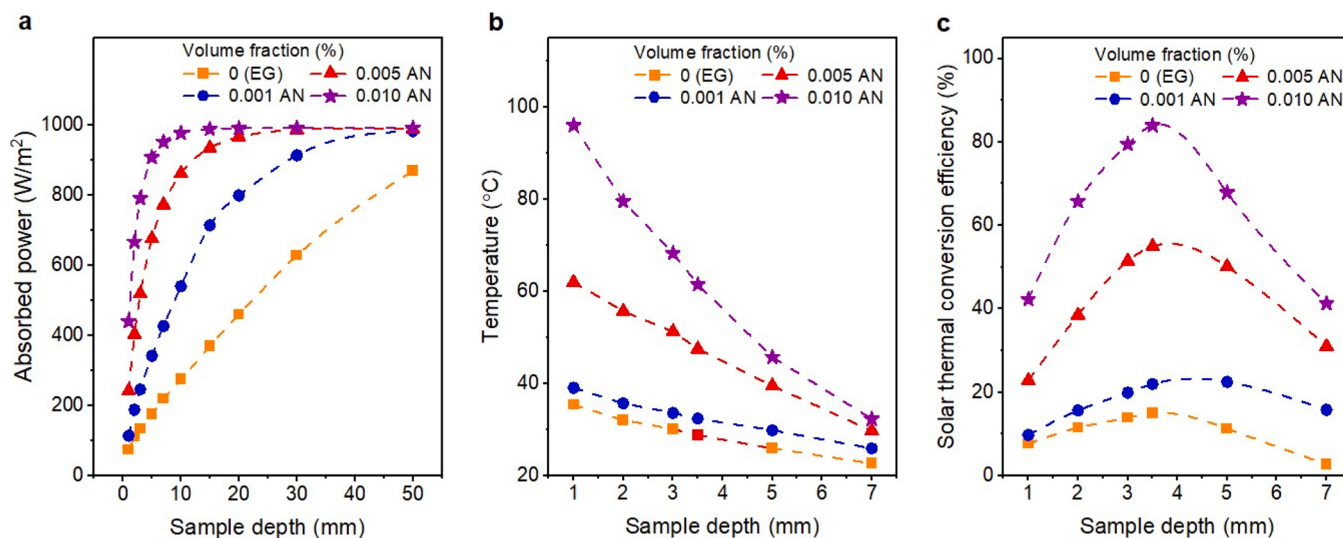 a
Volume fraction (%)
0 (EG) 0.005 AN
0.001 AN 0.010 AN
1000
800
600
400
200
0
0 10 20 30 40 50
Absorbed power (W/m²)
Sample depth (mm)
b
Volume fraction (%)
0 (EG) 0.005 AN
0.001 AN 0.010 AN
100
80
60
40
20
1 2 3 4 5 6 7
Temperature (°C)
Sample depth (mm)
c
Volume fraction (%)
0 (EG) 0.005 AN
0.001 AN 0.010 AN
100
80
60
40
20
0
1 2 3 4 5 6 7
Solar thermal conversion efficiency (%)
Sample depth (mm)